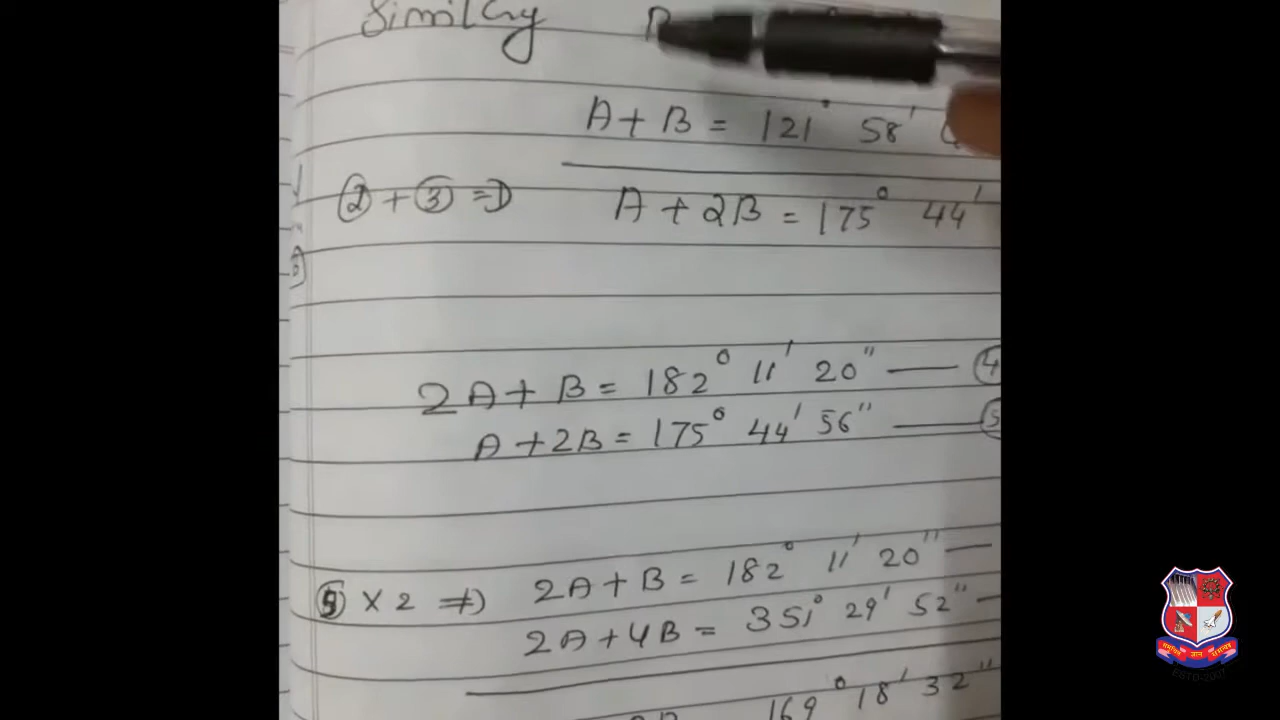 Similarly B
A + B = 121° 58'
② + ③ => A + 2B = 175° 44'
2A + B = 182° 11' 20" — ④
A + 2B = 175° 44' 56" — ⑤
⑤ × 2 => 2A + B = 182° 11' 20" —
2A + 4B = 351° 29' 52" —
169° 18' 32"